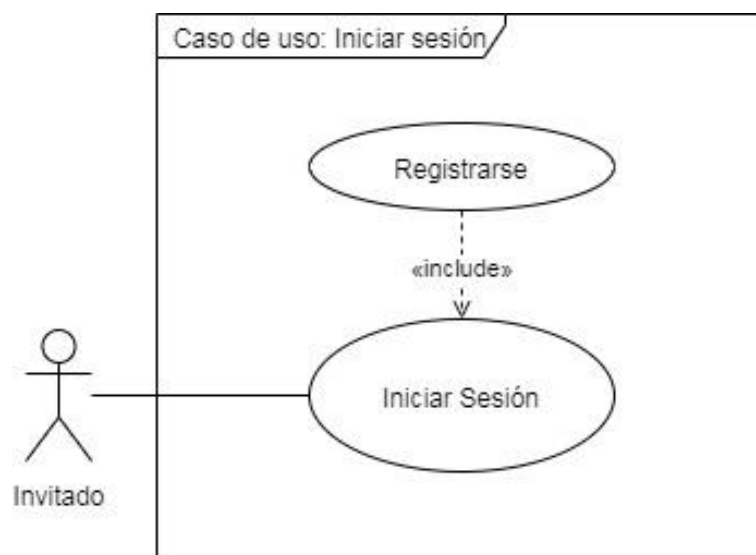 Caso de uso: Iniciar sesión
Registrarse
«include»
Iniciar Sesión
Invitado